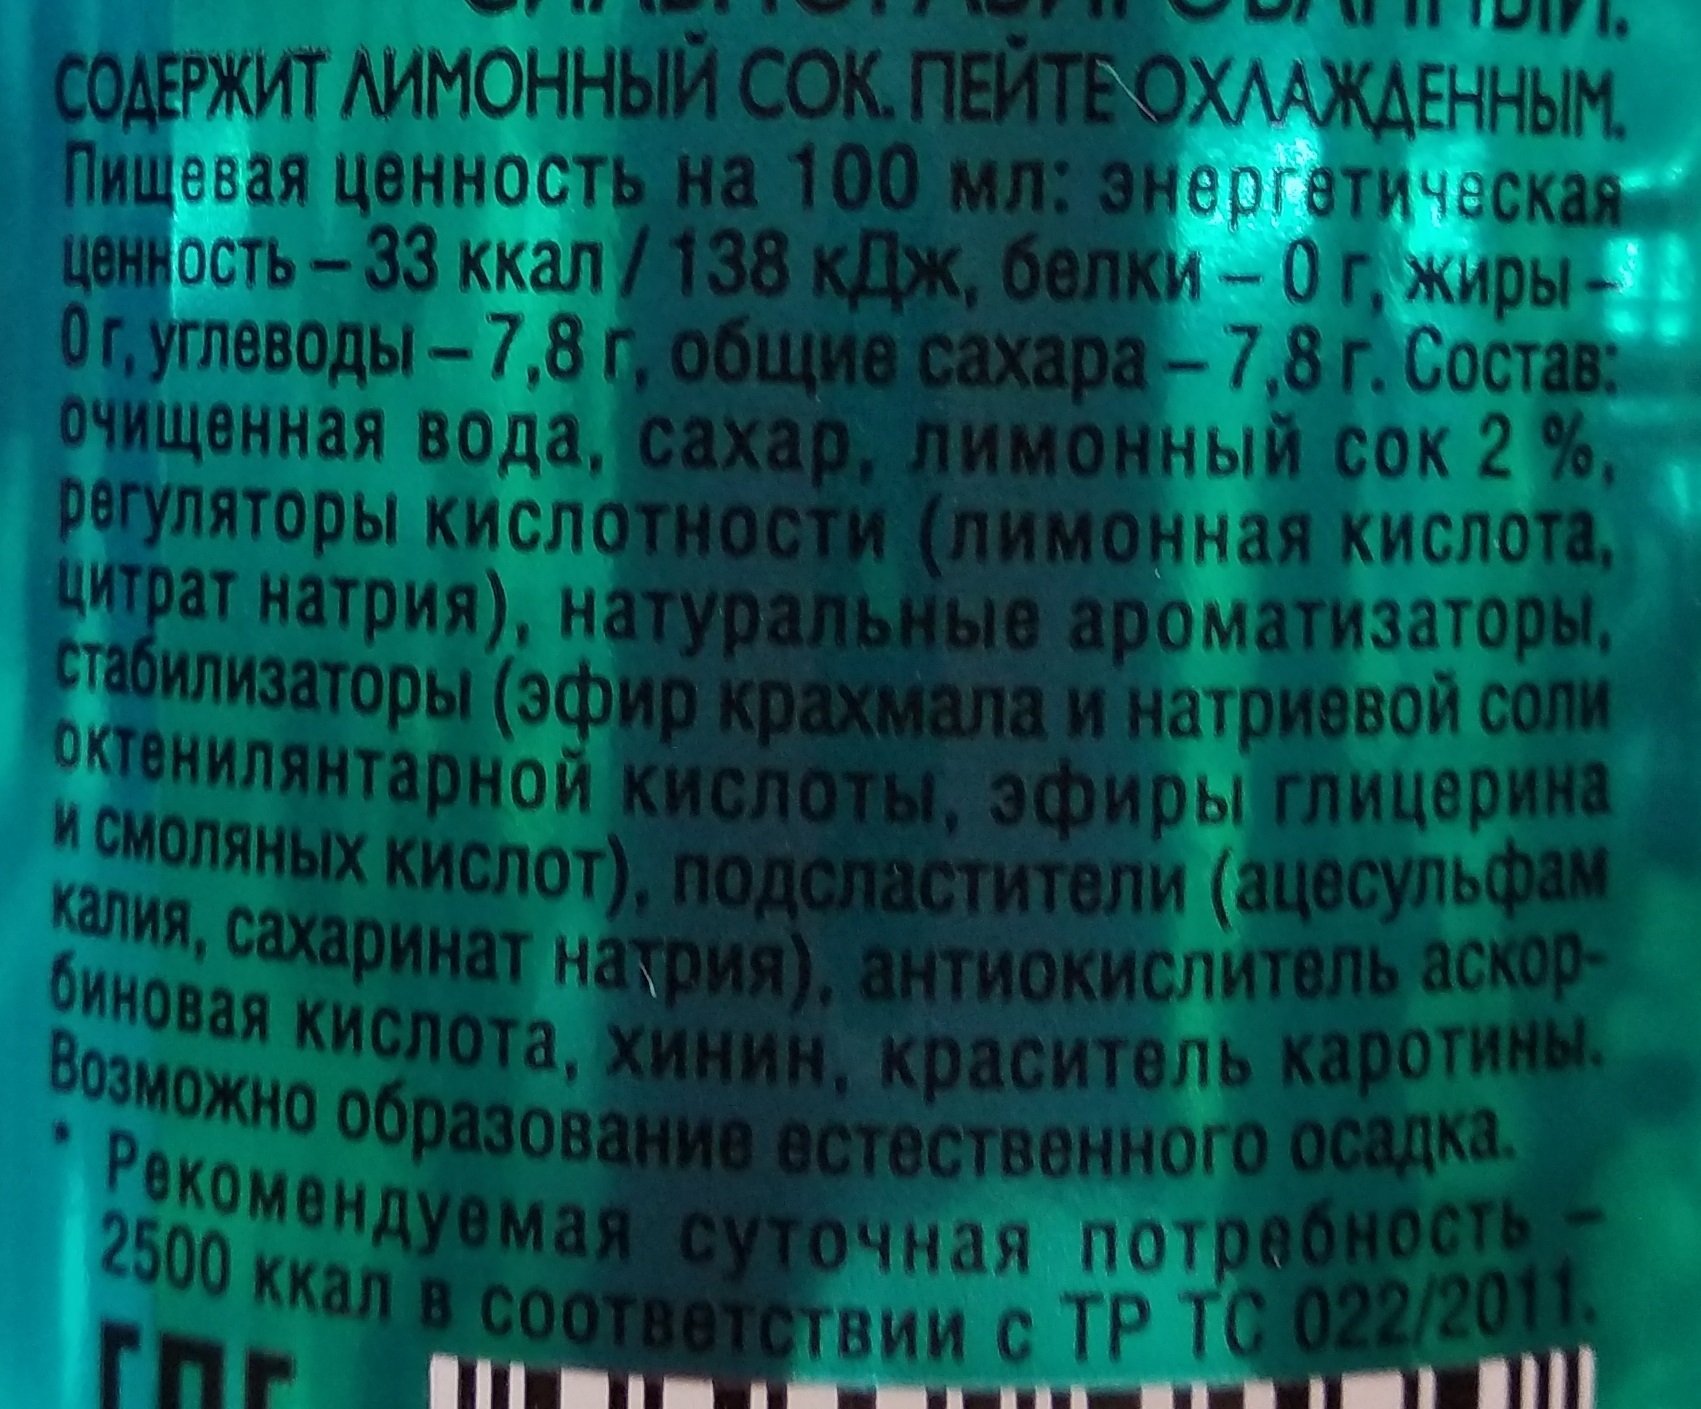 СИЛЬНОГАЗИРОВАННЫЙ.
СОДЕРЖИТ ЛИМОННЫЙ СОК. ПЕЙТЕ ОХЛАЖДЕННЫМ.
Пищевая ценность на 100 мл: энергетическая
ценность – 33 ккал / 138 кДж, белки – 0 г, жиры –
0 г, углеводы – 7,8 г, общие сахара – 7,8 г. Состав:
очищенная вода, сахар, лимонный сок 2 %,
регуляторы кислотности (лимонная кислота,
цитрат натрия), натуральные ароматизаторы,
стабилизаторы (эфир крахмала и натриевой соли
октенилянтарной кислоты, эфиры глицерина
и смоляных кислот), подсластители (ацесульфам
калия, сахаринат натрия), антиокислитель аскор-
биновая кислота, хинин, краситель каротины.
Возможно образование естественного осадка.
* Рекомендуемая суточная потребность –
2500 ккал в соответствии с ТР ТС 022/2011.